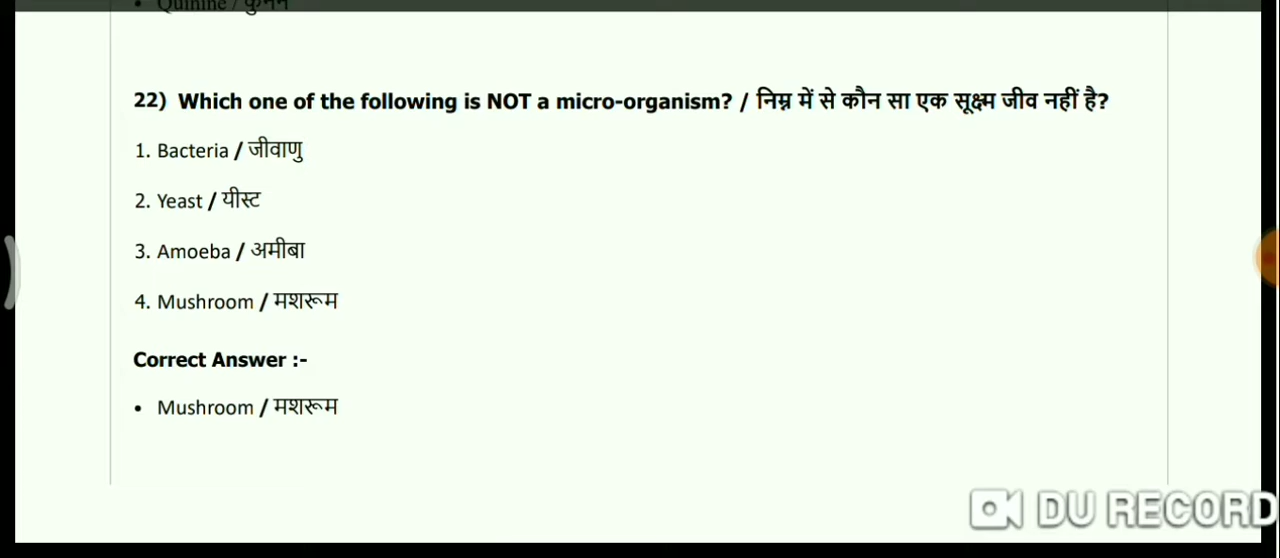 • Quinine / कुनैन
22) Which one of the following is NOT a micro-organism? / निम्न में से कौन सा एक सूक्ष्म जीव नहीं है?
1. Bacteria / जीवाणु
2. Yeast / यीस्ट
3. Amoeba / अमीबा
4. Mushroom / मशरूम
Correct Answer :-
• Mushroom / मशरूम
DU RECORD